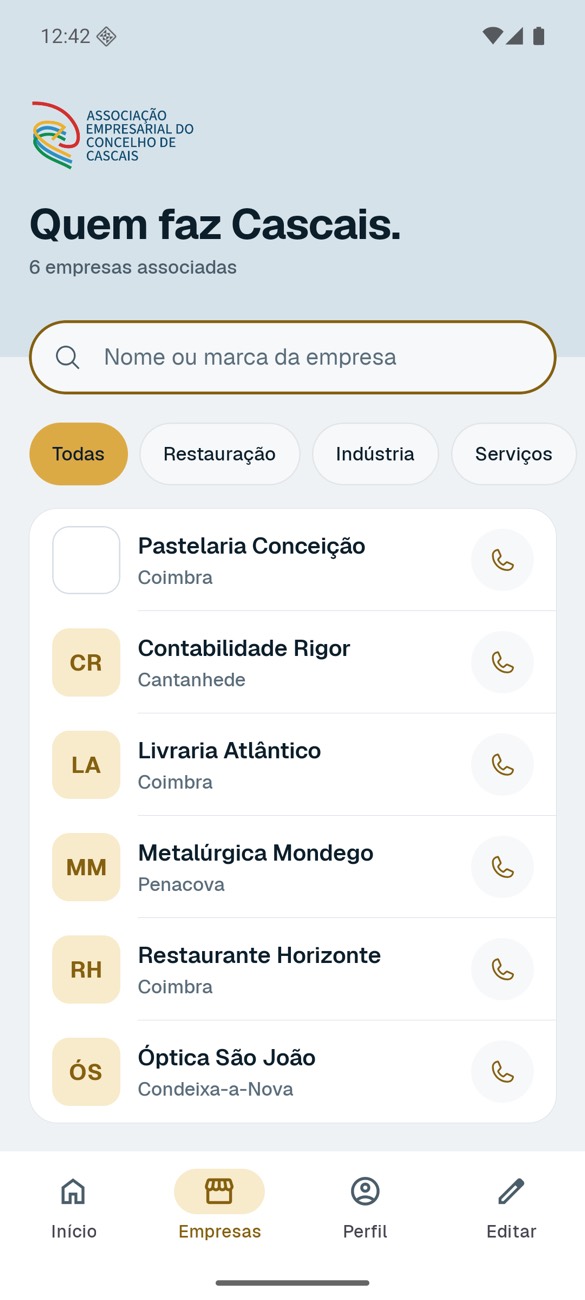 12:42
ASSOCIAÇÃO
EMPRESARIAL DO
CONCELHO DE
CASCAIS
Quem faz Cascais.
6 empresas associadas
Nome ou marca da empresa
Todas
Restauração
Indústria
Serviços
Pastelaria Conceição
Coimbra
CR
Contabilidade Rigor
Cantanhede
LA
Livraria Atlântico
Coimbra
MM
Metalúrgica Mondego
Penacova
RH
Restaurante Horizonte
Coimbra
ÓS
Óptica São João
Condeixa-a-Nova
Início
Empresas
Perfil
Editar